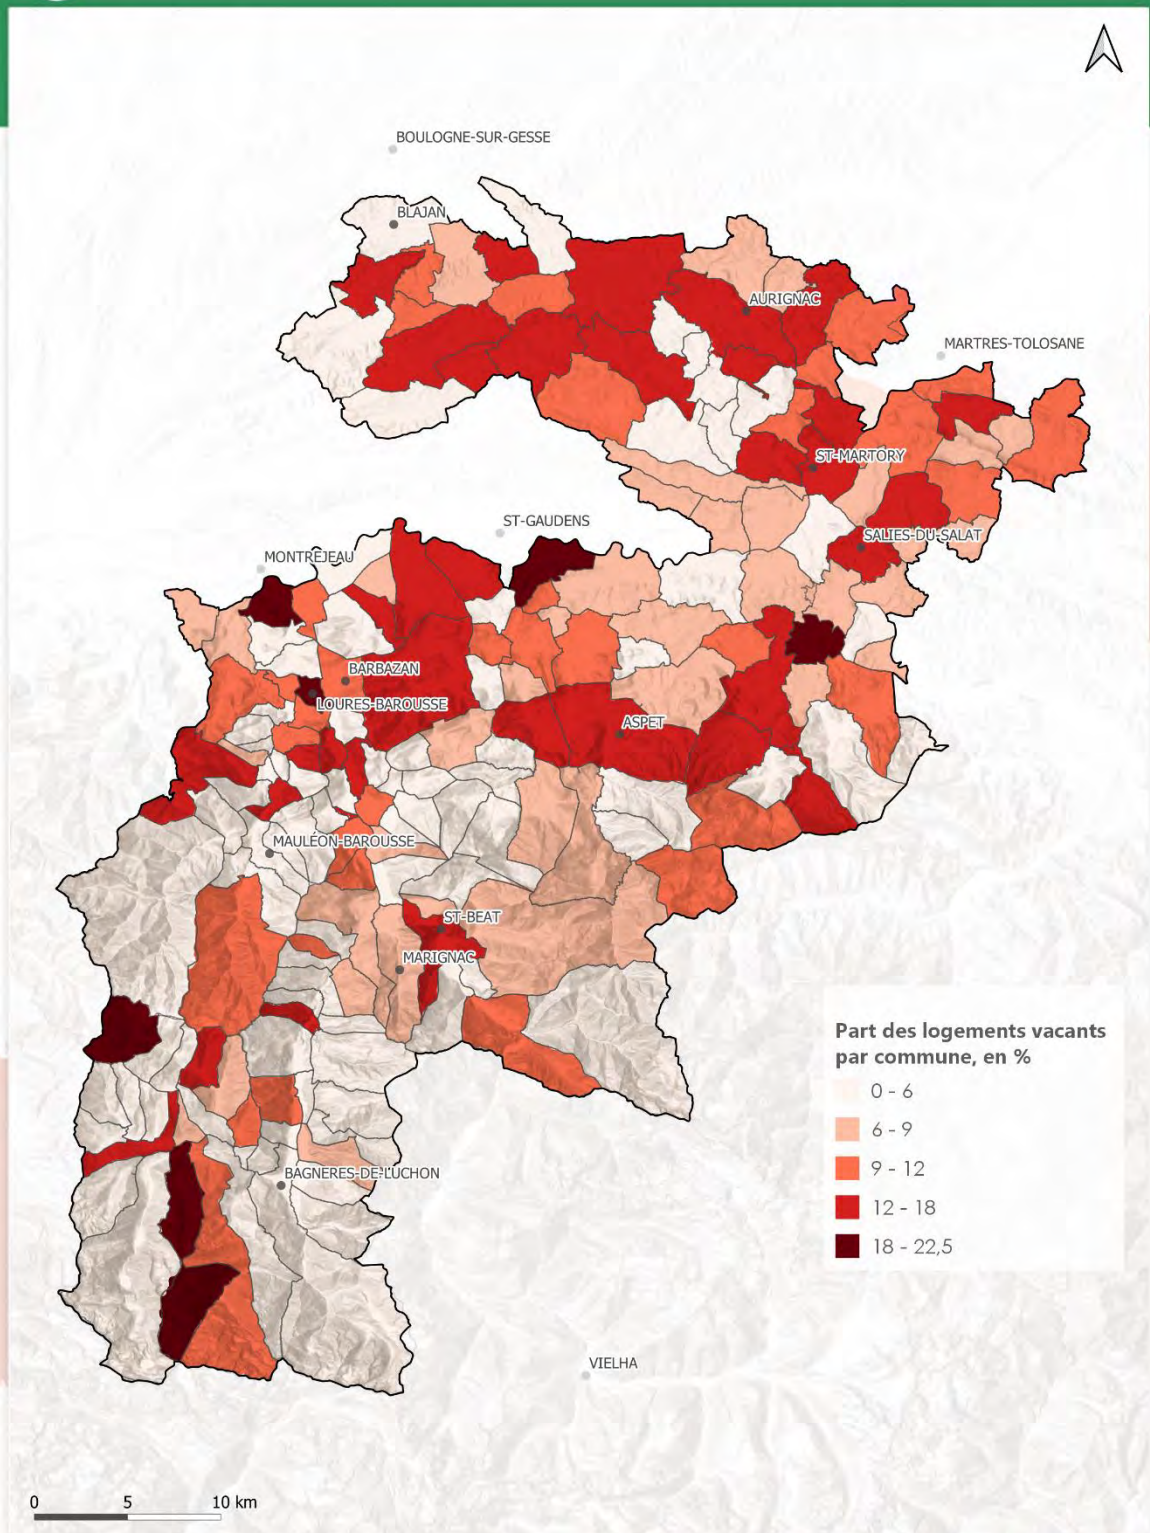 BOULOGNE-SUR-GESSE
BLAJAN
AURIGNAC
MARTRES-TOLOSANE
ST-MARTORY
ST-GAUDENS
SALIES-DU-SALAT
MONTRÉJEAU
BARBAZAN
LOURES-BAROUSSE
ASPET
MAULÉON-BAROUSSE
ST-BEAT
MARIGNAC
Part des logements vacants
par commune, en %
0 - 6
6 - 9
9 - 12
12 - 18
18 - 22,5
BAGNERES-DE-LUCHON
VIELHA
0 5 10 km